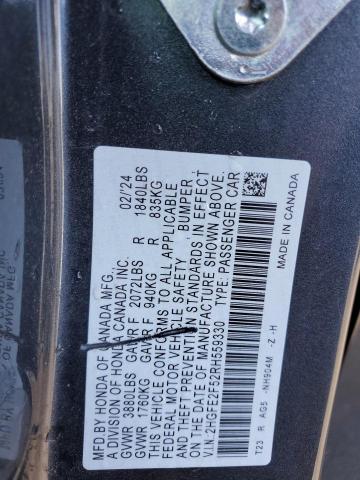 MFD. BY HONDA OF CANADA MFG.,
A DIVISION OF HONDA CANADA INC. 02/'24
GVWR 3880LBS GAWR F 2072LBS R 1840LBS
GVWR 1760KG GAWR F 940KG R 835KG
THIS VEHICLE CONFORMS TO ALL APPLICABLE
FEDERAL MOTOR VEHICLE SAFETY , BUMPER ,
AND THEFT PREVENTION STANDARDS IN EFFECT
ON THE DATE OF MANUFACTURE SHOWN ABOVE.
V.I.N: 2HGFE2F52RH559330 TYPE: PASSENGER CAR
T23 R AG5 -NH904M -Z -H MADE IN CANADA